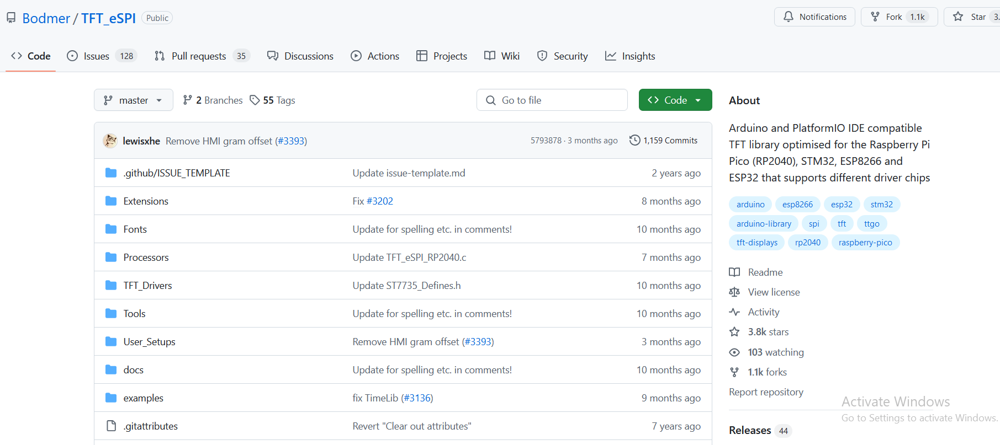 Bodmer / TFT_eSPI Public
Notifications Fork 1.1k Star 3.
Code Issues 128 Pull requests 35 Discussions Actions Projects Wiki Security Insights
master 2 Branches 55 Tags Go to file Code
lewisxhe Remove HMI gram offset (#3393) 5793878 · 3 months ago 1,159 Commits
.github/ISSUE_TEMPLATE Update issue-template.md 2 years ago
Extensions Fix #3202 8 months ago
Fonts Update for spelling etc. in comments! 10 months ago
Processors Update TFT_eSPI_RP2040.c 7 months ago
TFT_Drivers Update ST7735_Defines.h 10 months ago
Tools Update for spelling etc. in comments! 10 months ago
User_Setups Remove HMI gram offset (#3393) 3 months ago
docs Update for spelling etc. in comments! 10 months ago
examples fix TimeLib (#3136) 9 months ago
.gitattributes Revert "Clear out attributes" 7 years ago
About
Arduino and PlatformIO IDE compatible
TFT library optimised for the Raspberry Pi
Pico (RP2040), STM32, ESP8266 and
ESP32 that supports different driver chips
arduino esp8266 esp32 stm32
arduino-library spi tft ttgo
tft-displays rp2040 raspberry-pico
Readme
View license
Activity
3.8k stars
103 watching
1.1k forks
Report repository
Activate Windows
Go to Settings to activate Windows.
Releases 44